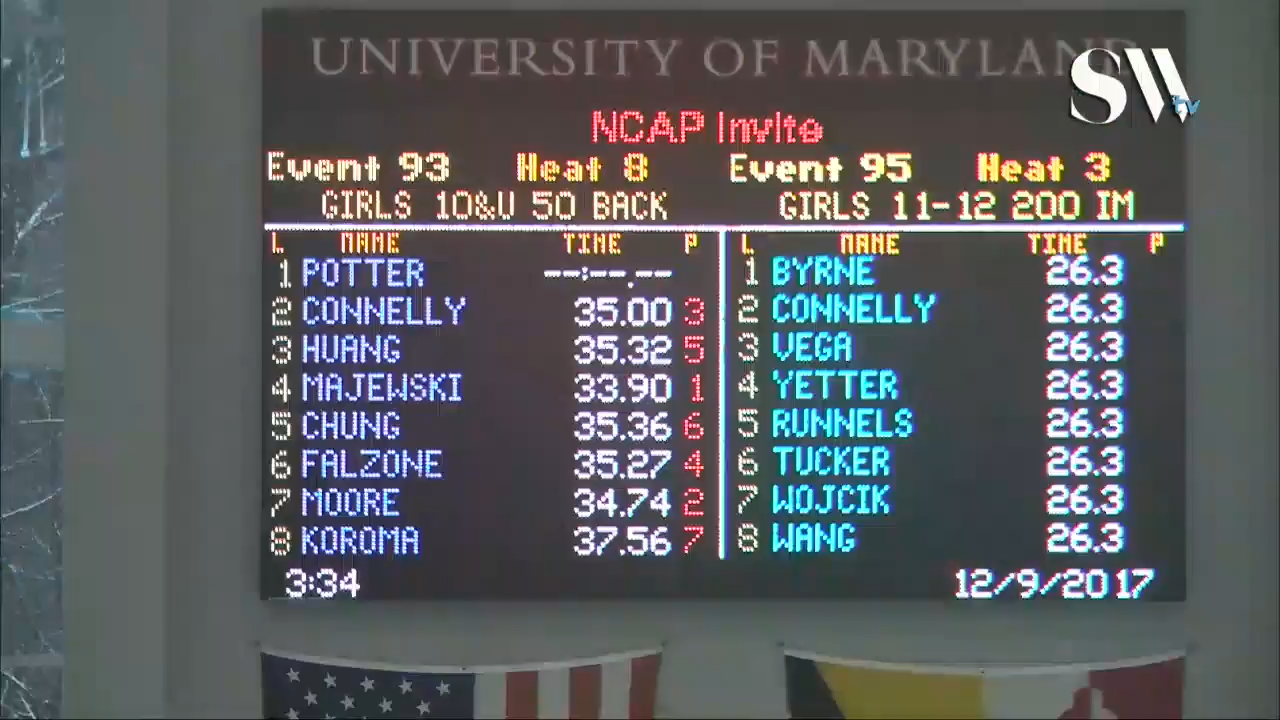 UNIVERSITY OF MARYLAND
SW
tv
NCAP Invite
Event 93 Heat 8 Event 95 Heat 3
GIRLS 10&U 50 BACK GIRLS 11-12 200 IM
L NAME TIME P L NAME TIME P
1 POTTER --:--.-- 1 BYRNE 26.3
2 CONNELLY 35.00 3 2 CONNELLY 26.3
3 HUANG 35.32 5 3 VEGA 26.3
4 MAJEWSKI 33.90 1 4 YETTER 26.3
5 CHUNG 35.36 6 5 RUNNELS 26.3
6 FALZONE 35.27 4 6 TUCKER 26.3
7 MOORE 34.74 2 7 WOJCIK 26.3
8 KOROMA 37.56 7 8 WANG 26.3
3:34 12/9/2017